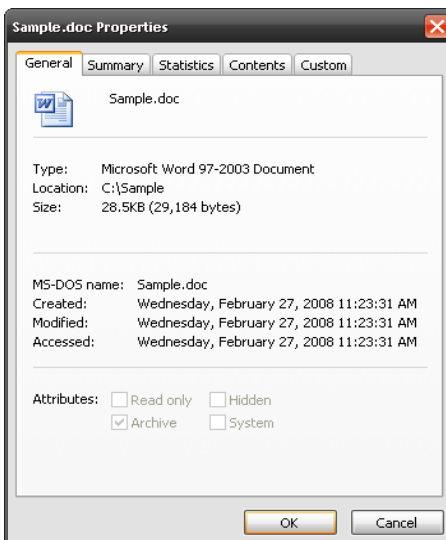 Sample.doc Properties
General Summary Statistics Contents Custom
Sample.doc
Type: Microsoft Word 97-2003 Document
Location: C:\Sample
Size: 28.5KB (29,184 bytes)
MS-DOS name: Sample.doc
Created: Wednesday, February 27, 2008 11:23:31 AM
Modified: Wednesday, February 27, 2008 11:23:31 AM
Accessed: Wednesday, February 27, 2008 11:23:31 AM
Attributes: Read only Hidden
Archive System
OK Cancel